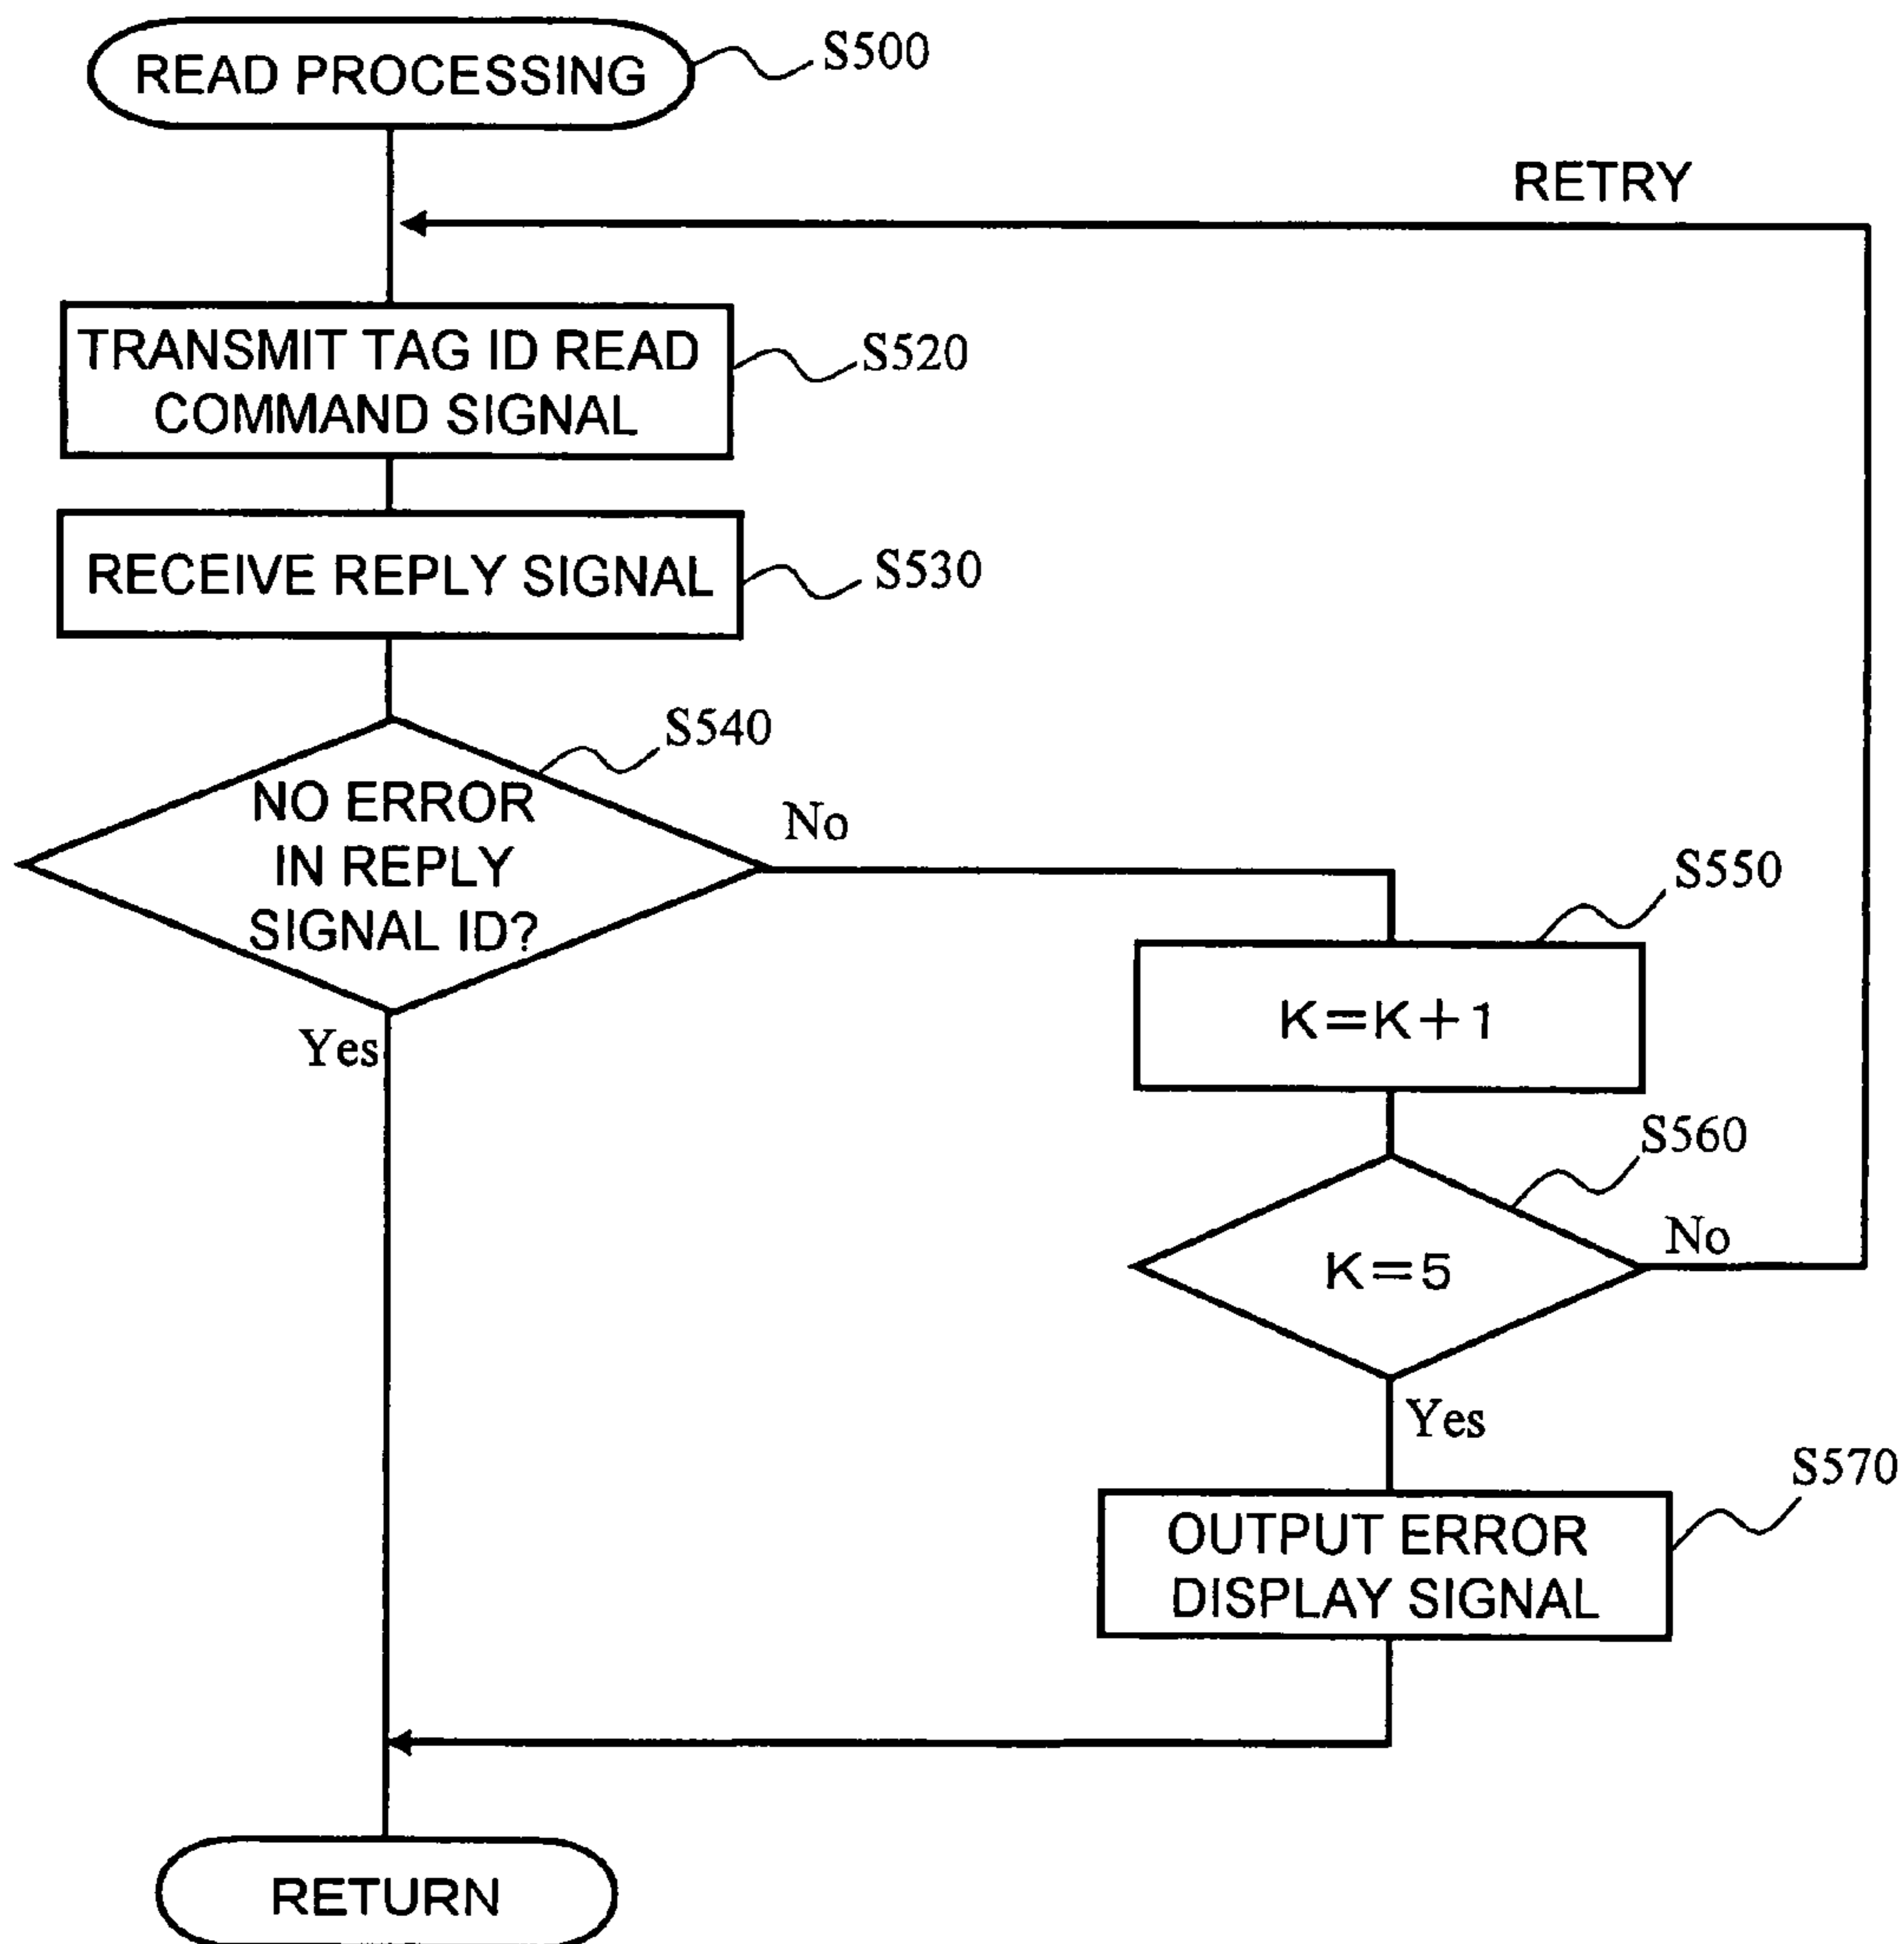 READ PROCESSING
S500
RETRY
TRANSMIT TAG ID READ
COMMAND SIGNAL
S520
RECEIVE REPLY SIGNAL
S530
S540
NO ERROR
IN REPLY
SIGNAL ID?
No
Yes
S550
K=K+1
S560
K=5
No
Yes
S570
OUTPUT ERROR
DISPLAY SIGNAL
RETURN